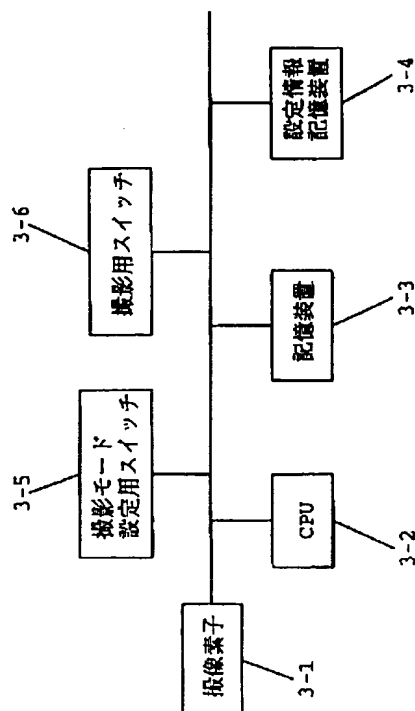 3-5
撮影モード
設定用スイッチ
3-6
撮影用スイッチ
撮像素子
3-1
CPU
3-2
記憶装置
3-3
設定情報
記憶装置
3-4